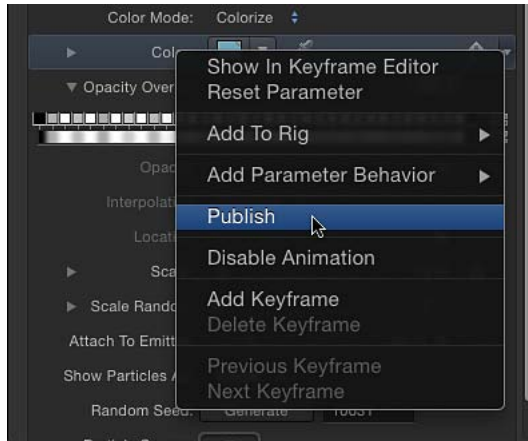 Color Mode: Colorize
Show In Keyframe Editor
Reset Parameter
Opacity Over
Add To Rig
Add Parameter Behavior
Publish
Disable Animation
Scale Rando
Add Keyframe
Delete Keyframe
Attach To Emitt
Show Particles A
Previous Keyframe
Next Keyframe
Random Seed: Generate 10031